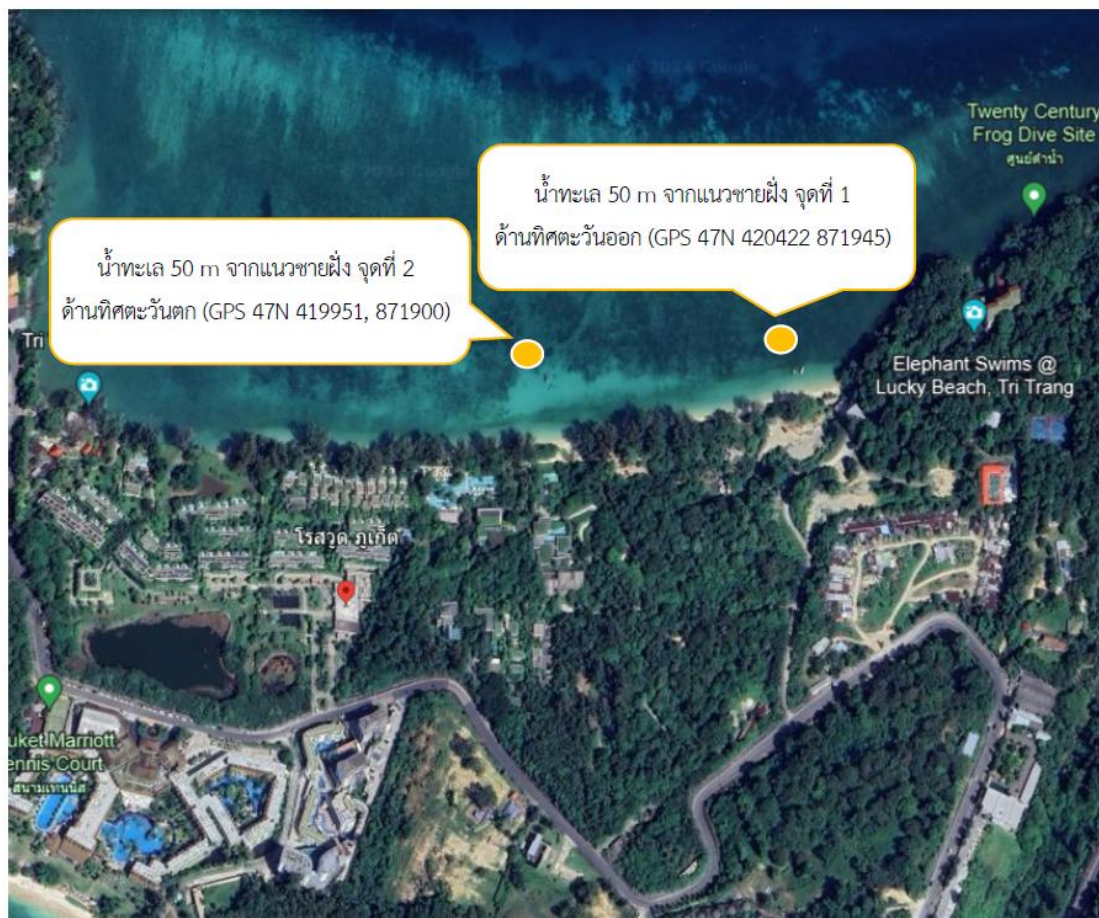 Twenty Century
Frog Dive Site
ศูนย์ดำน้ำ
น้ำทะเล 50 m จากแนวชายฝั่ง จุดที่ 1
ด้านทิศตะวันออก (GPS 47N 420422 871945)
น้ำทะเล 50 m จากแนวชายฝั่ง จุดที่ 2
ด้านทิศตะวันตก (GPS 47N 419951, 871900)
Tri
Elephant Swims @
Lucky Beach, Tri Trang
โรสวูด ภูเก็ต
uket Marriott
ennis Court
สนามเทนนิส